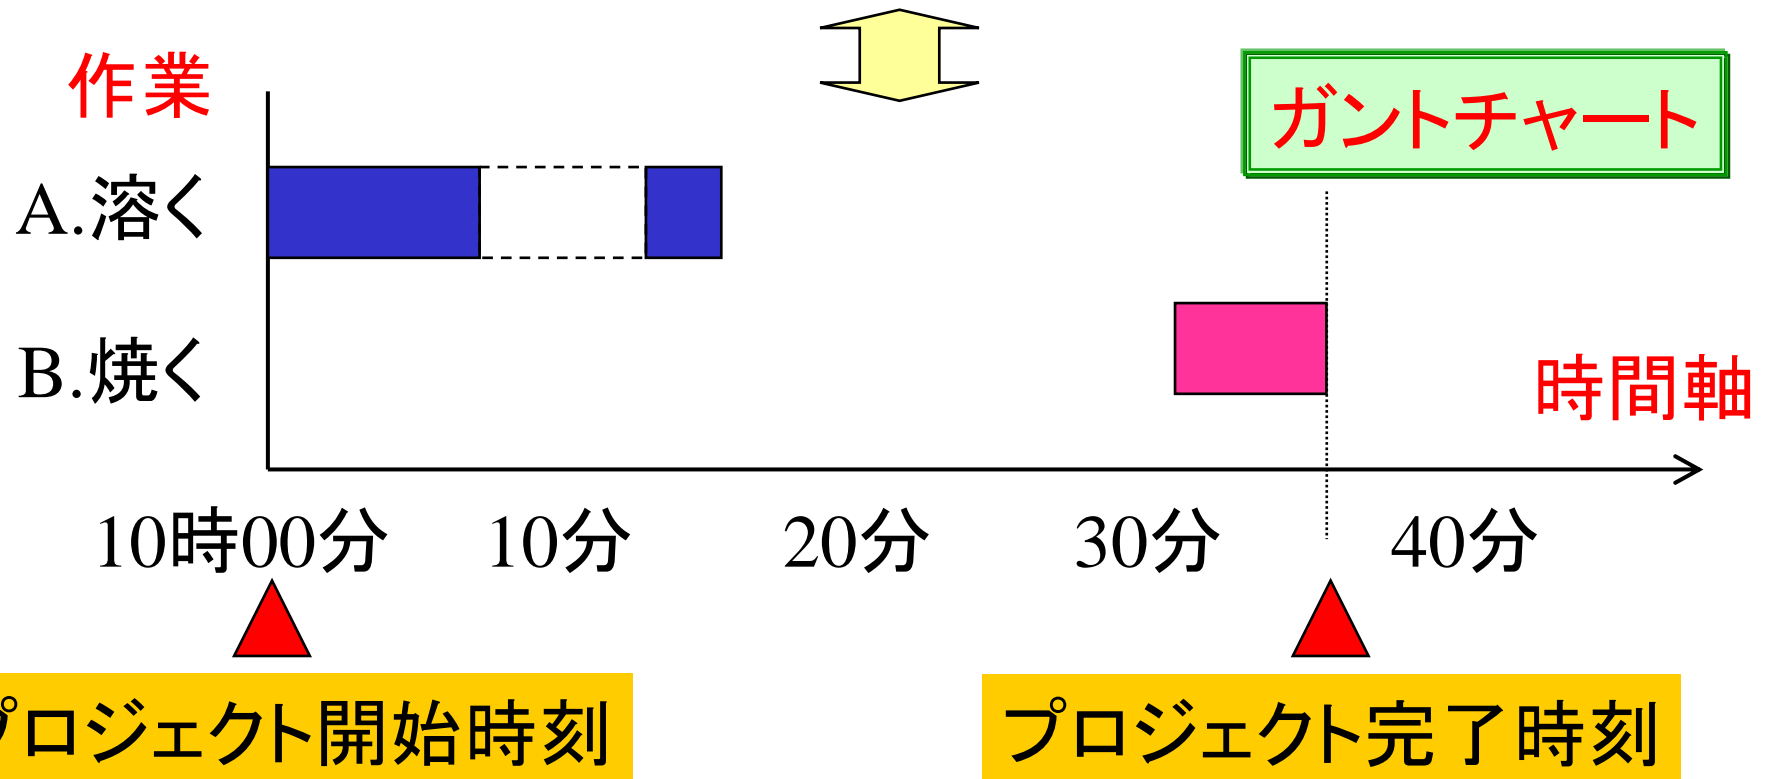 作業
ガントチャート
A.溶く
B.焼く
時間軸
10時00分 10分 20分 30分 40分
プロジェクト開始時刻
プロジェクト完了時刻